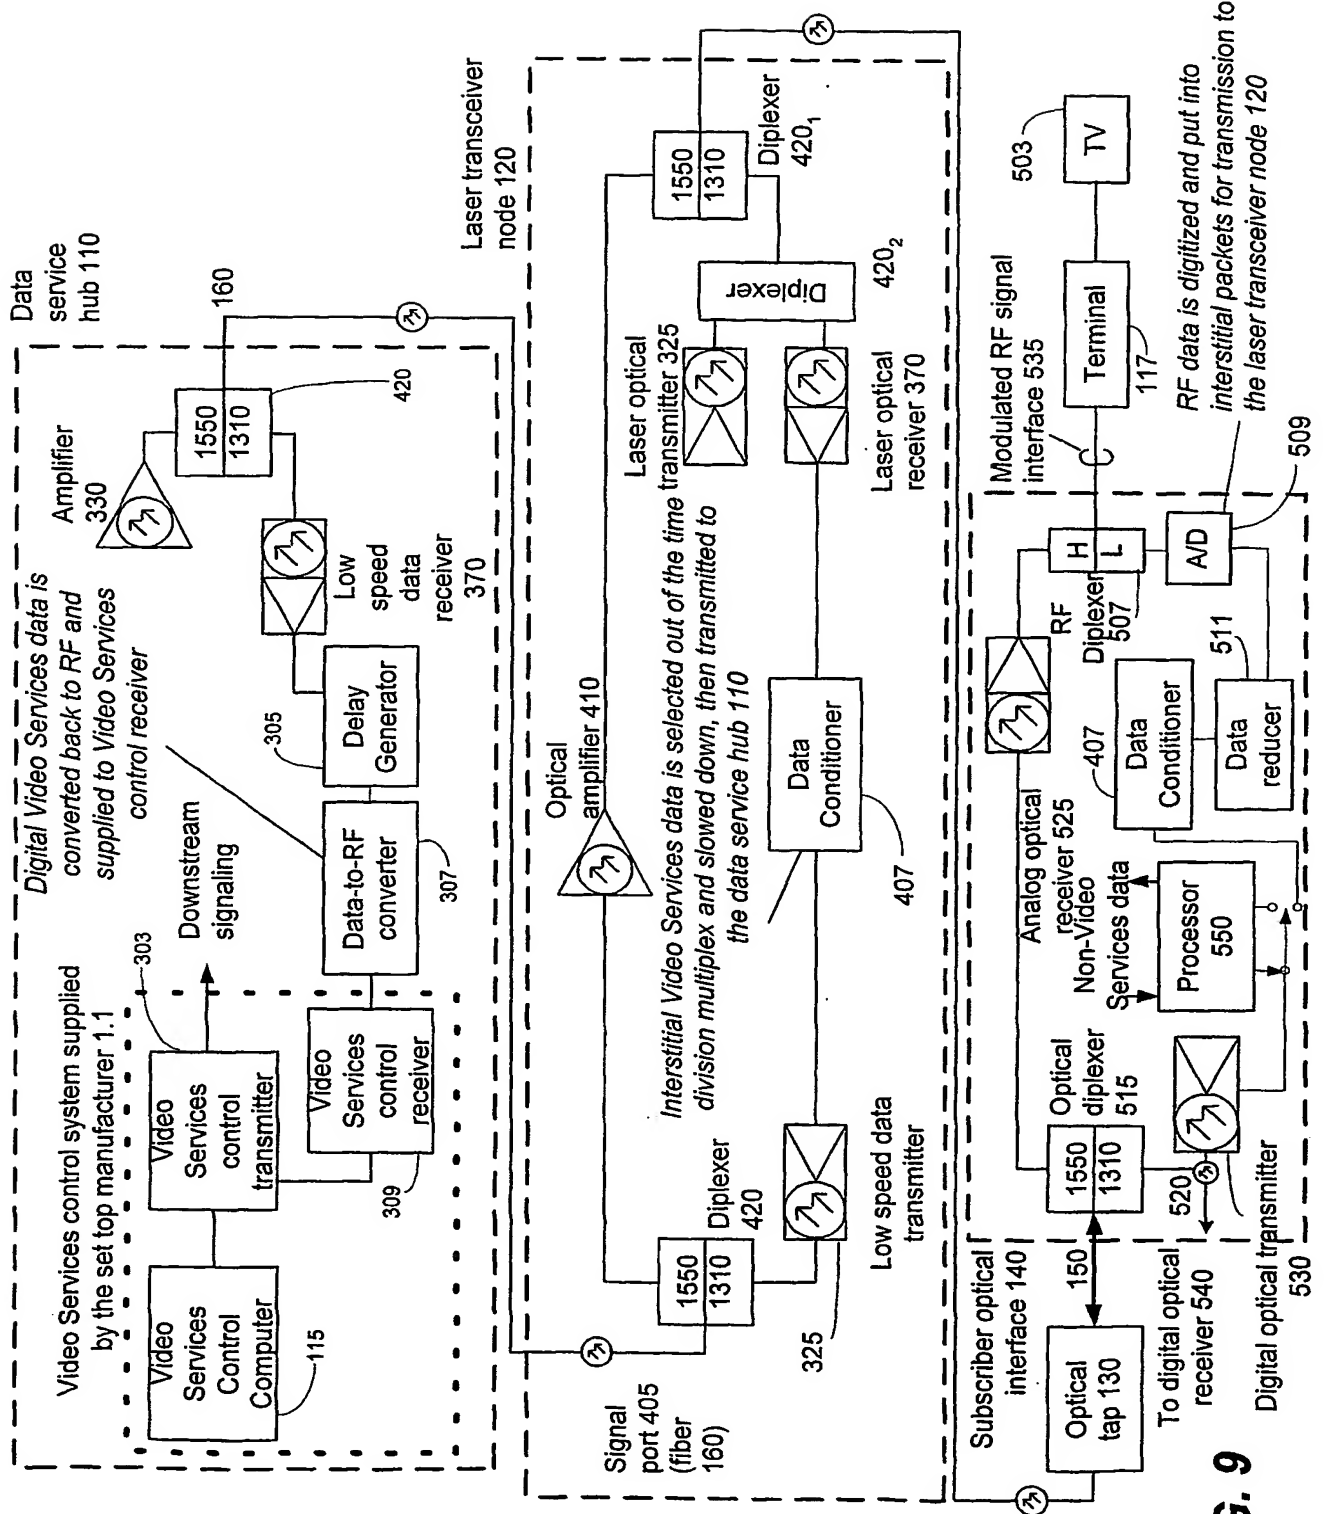 Data
service
hub 110
Video Services control system supplied
by the set top manufacturer 1.1
Video
Services
Control
Computer
115
Video
Services
control
transmitter
303
Downstream
signaling
Video
Services
control
receiver
309
Digital Video Services data is
converted back to RF and
supplied to Video Services
control receiver
Data-to-RF
converter
307
Delay
Generator
305
Low
speed
data
receiver
370
Amplifier
330
1550
1310
420
160
Laser transceiver
node 120
Signal
port 405
(fiber
160)
1550
1310
Diplexer
420
Optical
amplifier 410
Low speed data
transmitter
325
Interstitial Video Services data is selected out of the time
division multiplex and slowed down, then transmitted to
the data service hub 110
Data
Conditioner
407
Laser optical
transmitter 325
Laser optical
receiver 370
Diplexer
420₂
1550
1310
Diplexer
420₁
Subscriber optical
interface 140
Optical
tap 130
150
1550
1310
Optical
diplexer
515
520
To digital optical
receiver 540
Digital optical transmitter
530
Analog optical
receiver 525
Non-Video
Services data
Processor
550
407
Data
Conditioner
Data
reducer
511
RF
Diplexer
507
H
L
A/D
509
Modulated RF signal
interface 535
Terminal
117
TV
503
RF data is digitized and put into
interstitial packets for transmission to
the laser transceiver node 120
G. 9